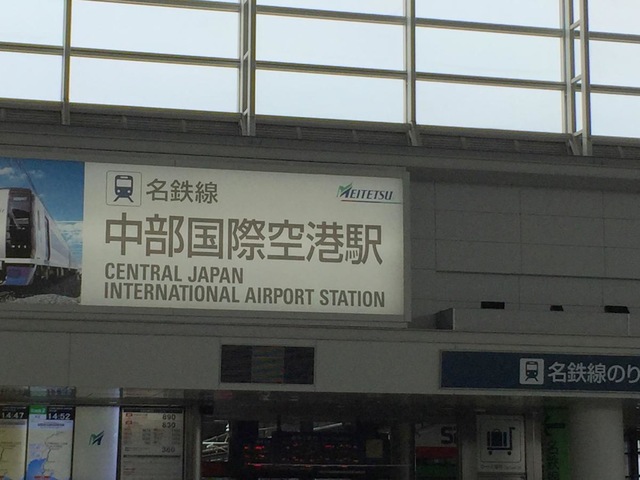 名鉄線
MEITETSU
中部国際空港駅
CENTRAL JAPAN
INTERNATIONAL AIRPORT STATION
名鉄線のり
14:47
14:52
890